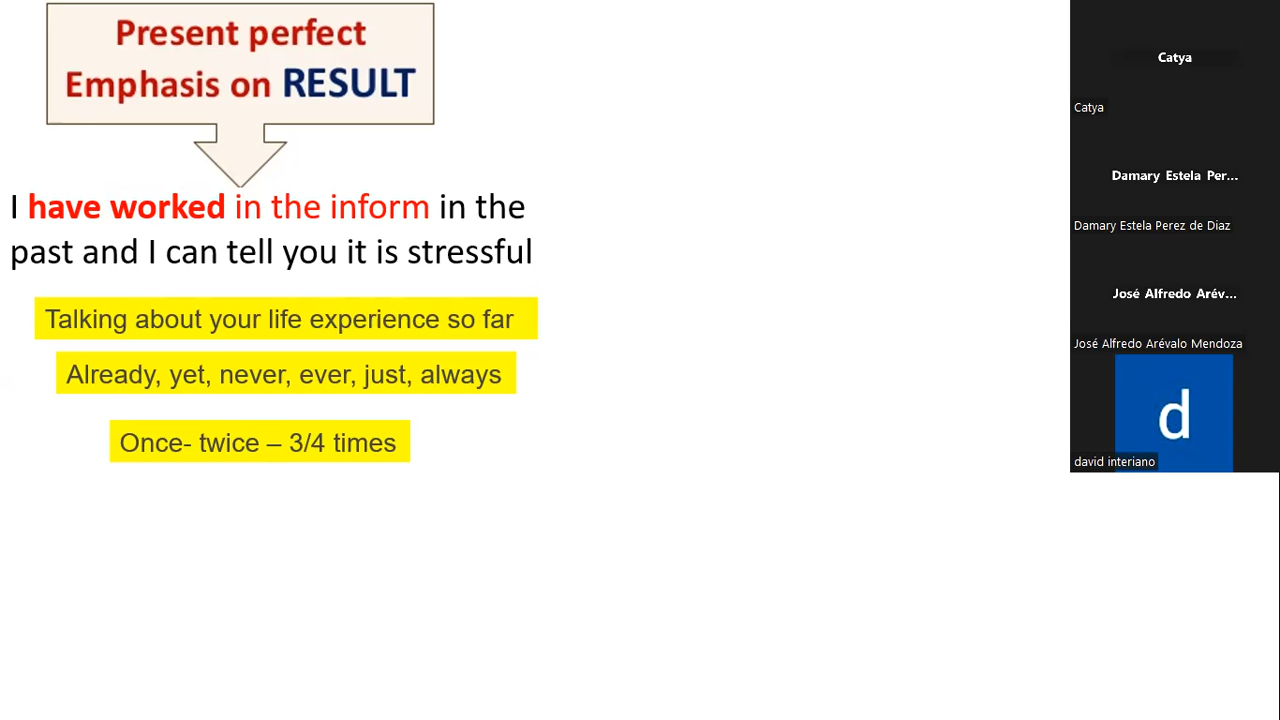 Present perfect
Emphasis on RESULT
I have worked in the inform in the
past and I can tell you it is stressful
Talking about your life experience so far
Already, yet, never, ever, just, always
Once- twice – 3/4 times
Catya
Catya
Damary Estela Per...
Damary Estela Perez de Diaz
José Alfredo Arév...
José Alfredo Arévalo Mendoza
d
david interiano